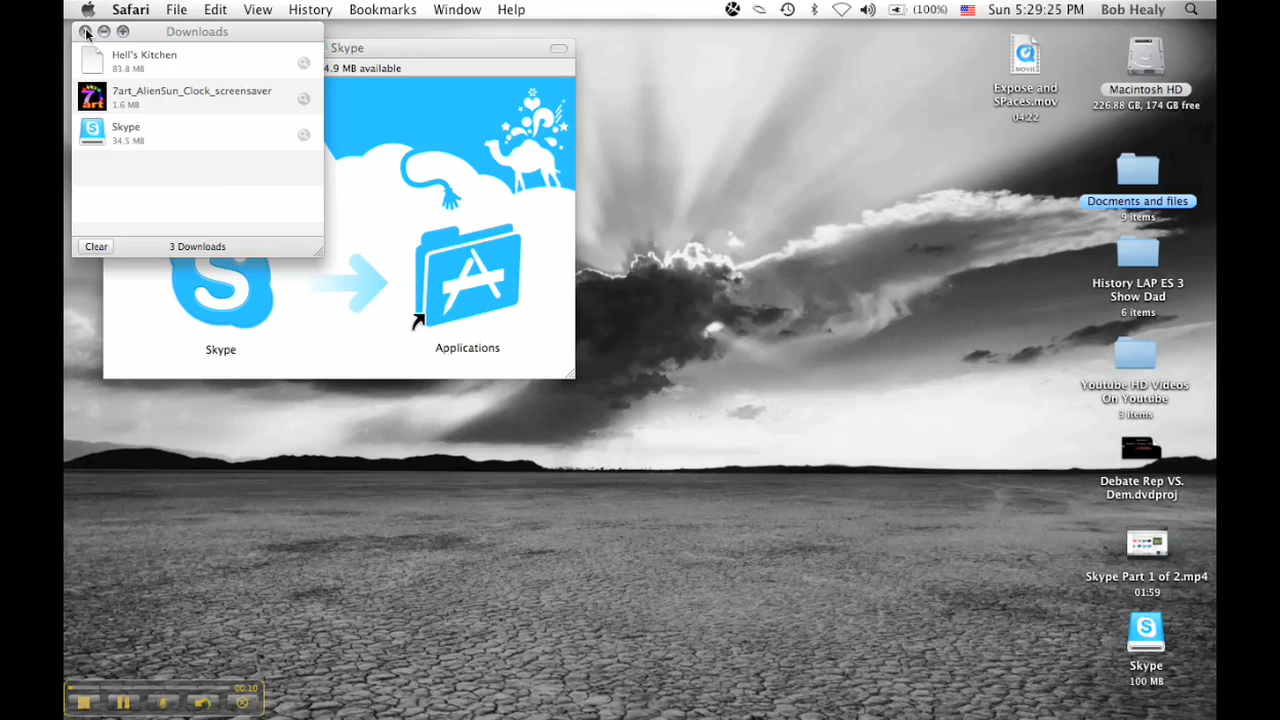 Safari File Edit View History Bookmarks Window Help (100%) Sun 5:29:25 PM Bob Healy
Downloads
Hell's Kitchen
83.8 MB
7art_AlienSun_Clock_screensaver
1.6 MB
Skype
34.5 MB
Clear 3 Downloads
7
art
Skype
4.9 MB available
Skype
Applications
MOVIE
Expose and
SPaces.mov
04:22
Macintosh HD
226.88 GB, 174 GB free
Docments and files
9 items
History LAP ES 3
Show Dad
6 items
Youtube HD Videos
On Youtube
3 items
Debate Rep VS.
Dem.dvdproj
Skype Part 1 of 2.mp4
01:59
Skype
100 MB
00:10